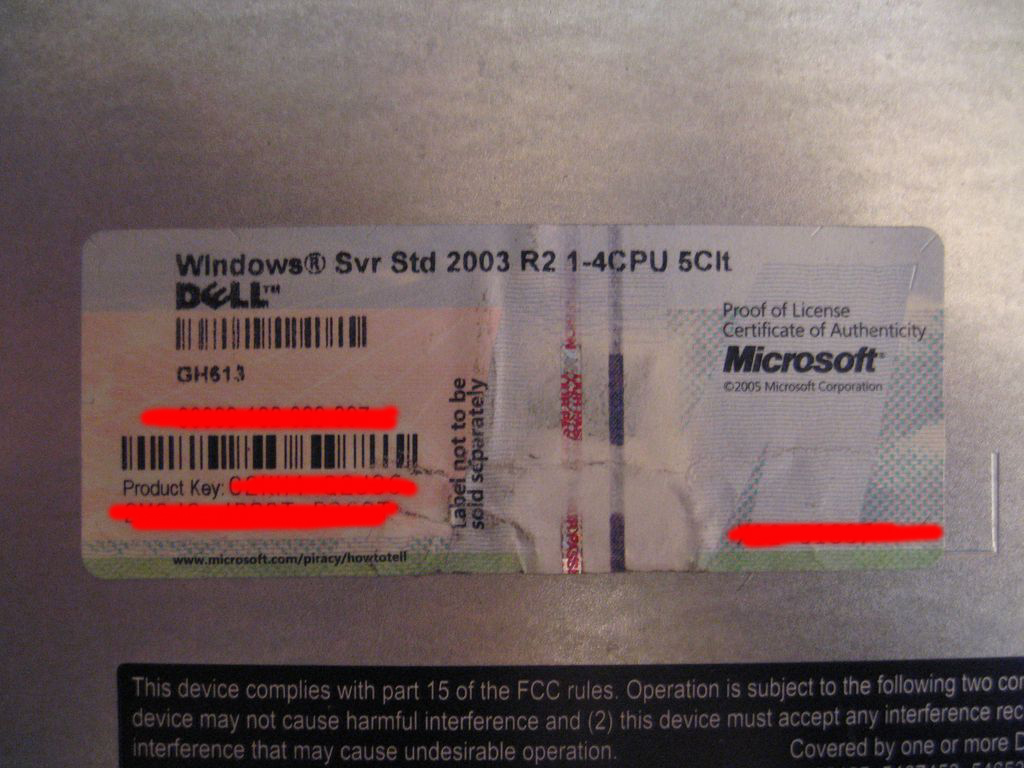 Windows® Svr Std 2003 R2 1-4CPU 5Clt
DELL™
GH613
Product Key:
www.microsoft.com/piracy/howtotell
Label not to be
sold separately
Proof of License
Certificate of Authenticity
Microsoft®
©2005 Microsoft Corporation
This device complies with part 15 of the FCC rules. Operation is subject to the following two
device may not cause harmful interference and (2) this device must accept any interference
interference that may cause undesirable operation.
Covered by one or more